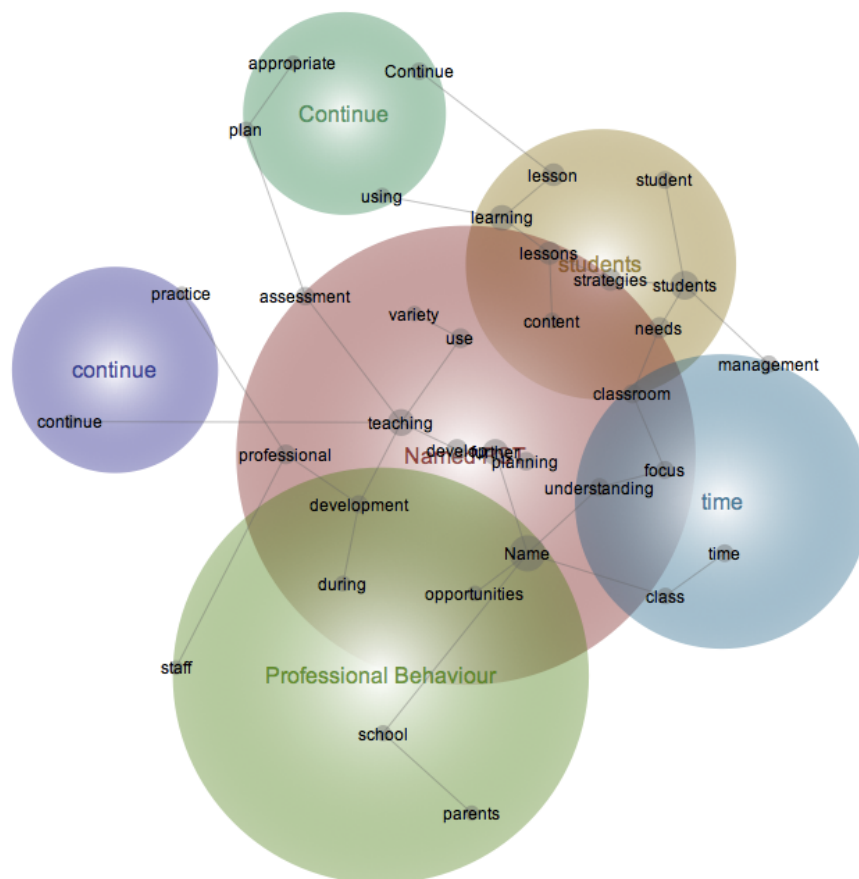 appropriate
Continue
Continue
plan
lesson
student
using
learning
lessons
students
strategies
students
practice
assessment
variety
content
needs
use
management
continue
classroom
continue
teaching
develop
further
professional
planning
focus
understanding
time
development
Name
time
during
opportunities
class
staff
Professional Behaviour
school
parents